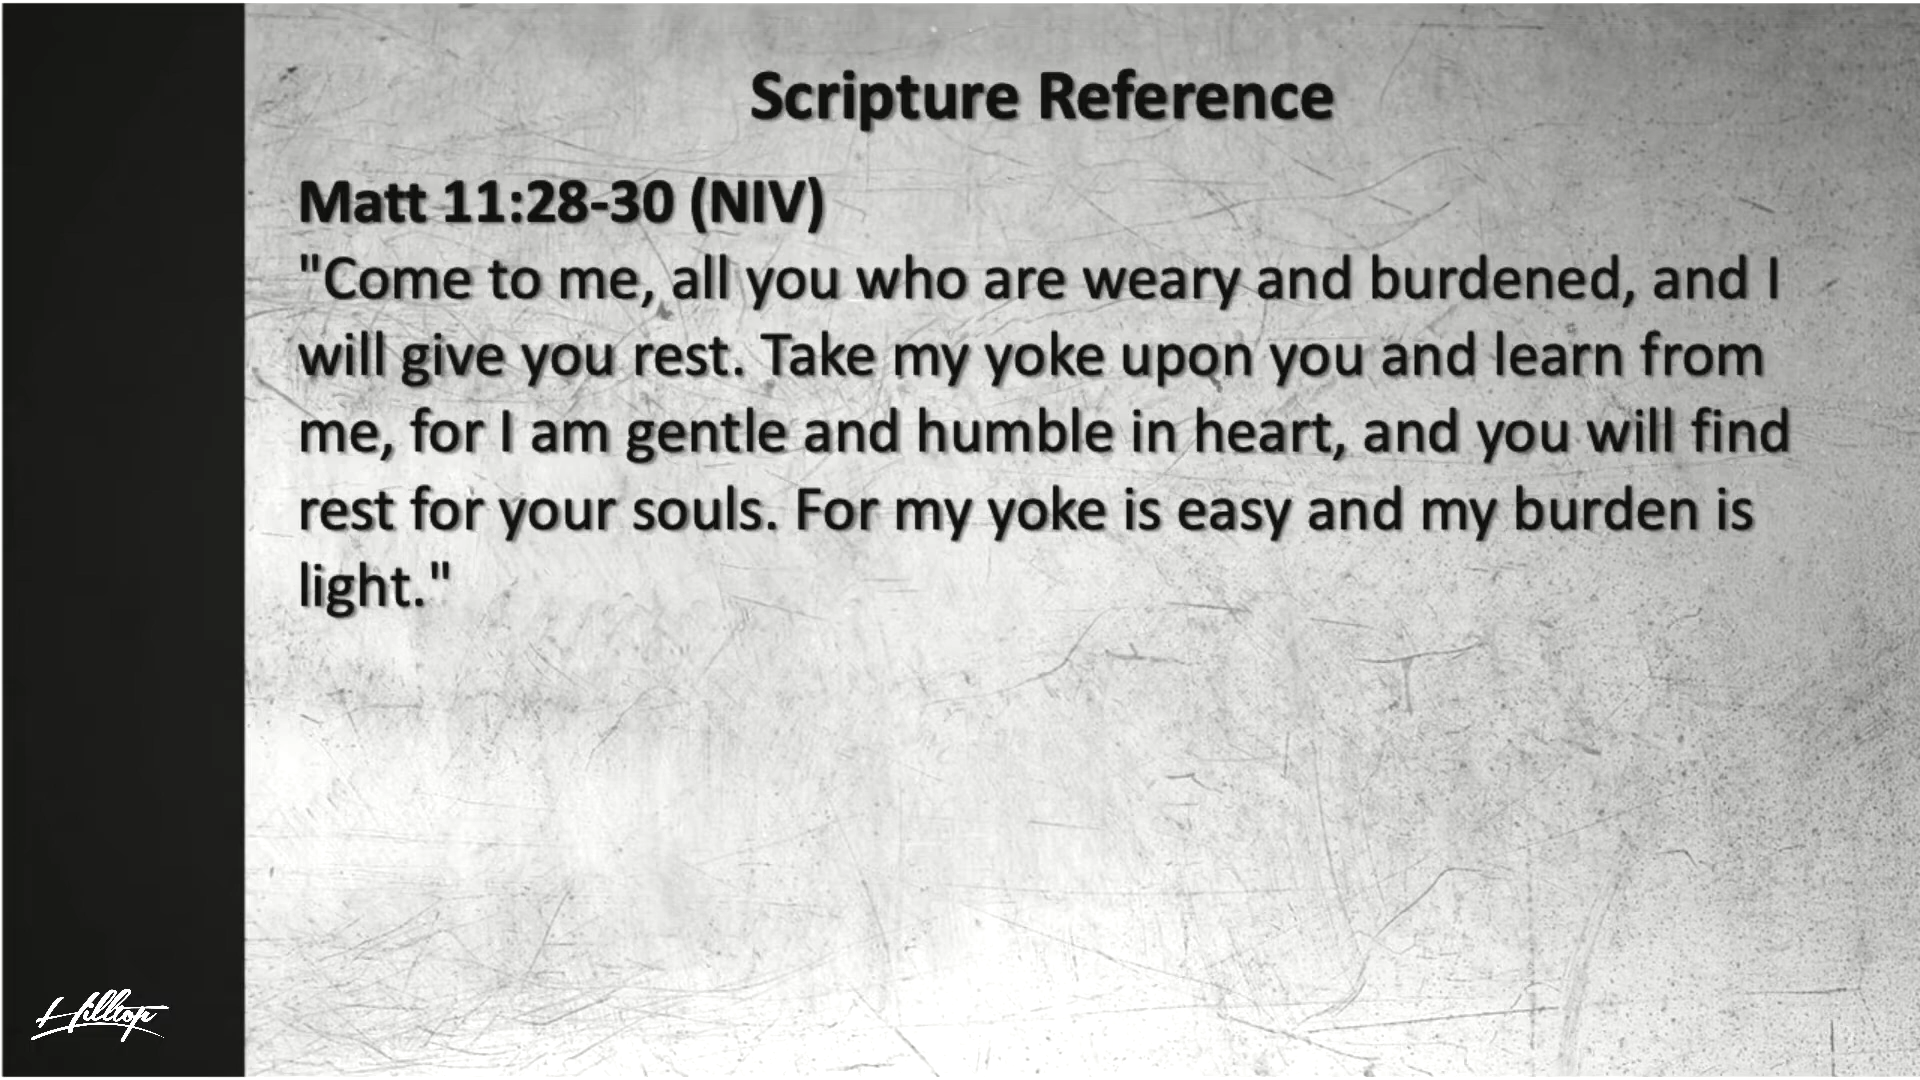 Scripture Reference
Matt 11:28-30 (NIV)
"Come to me, all you who are weary and burdened, and I
will give you rest. Take my yoke upon you and learn from
me, for I am gentle and humble in heart, and you will find
rest for your souls. For my yoke is easy and my burden is
light."
Hilltop